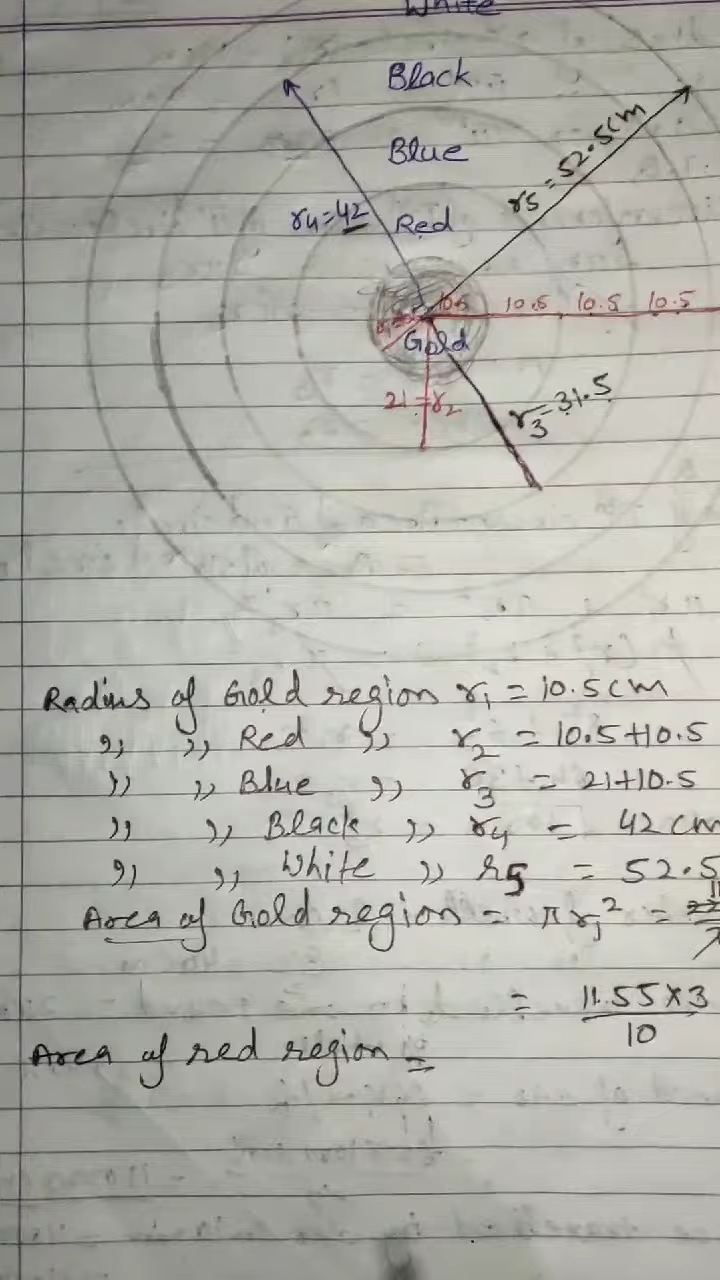 White
Black
Blue
r5 = 52.5cm
r4=42
Red
10.5 10.5 10.5 10.5
Gold
21 = r2
r3=31.5
Radius of Gold region r1 = 10.5cm
,, ,, Red ,, r2 = 10.5+10.5
,, ,, Blue ,, r3 = 21+10.5
,, ,, Black ,, r4 = 42 cm
,, ,, White ,, r5 = 52.5
Area of Gold region = πr1² =
= 11.55×3
10
Area of red region =